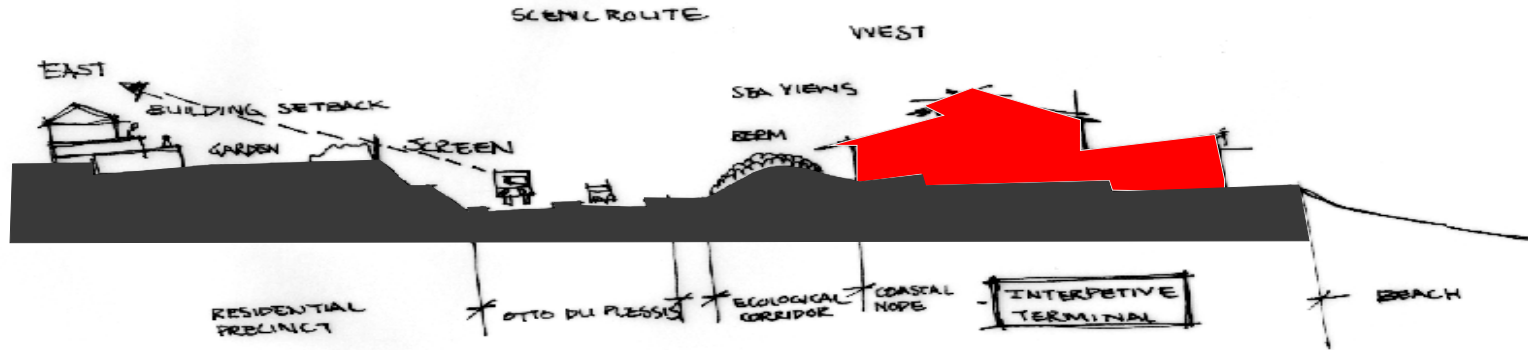 SCENIC ROUTE
WEST
EAST
BUILDING SETBACK
SEA VIEWS
GARDEN
SCREEN
BERM
RESIDENTIAL
PRECINCT
OTTO DU PLESSIS
ECOLOGICAL
CORRIDOR
COASTAL
NODE
INTERPETIVE
TERMINAL
BEACH